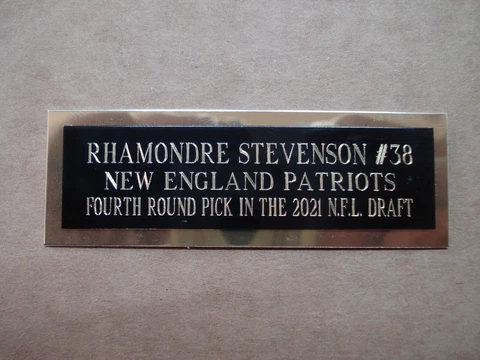 RHAMONDRE STEVENSON #38
NEW ENGLAND PATRIOTS
FOURTH ROUND PICK IN THE 2021 N.F.L. DRAFT